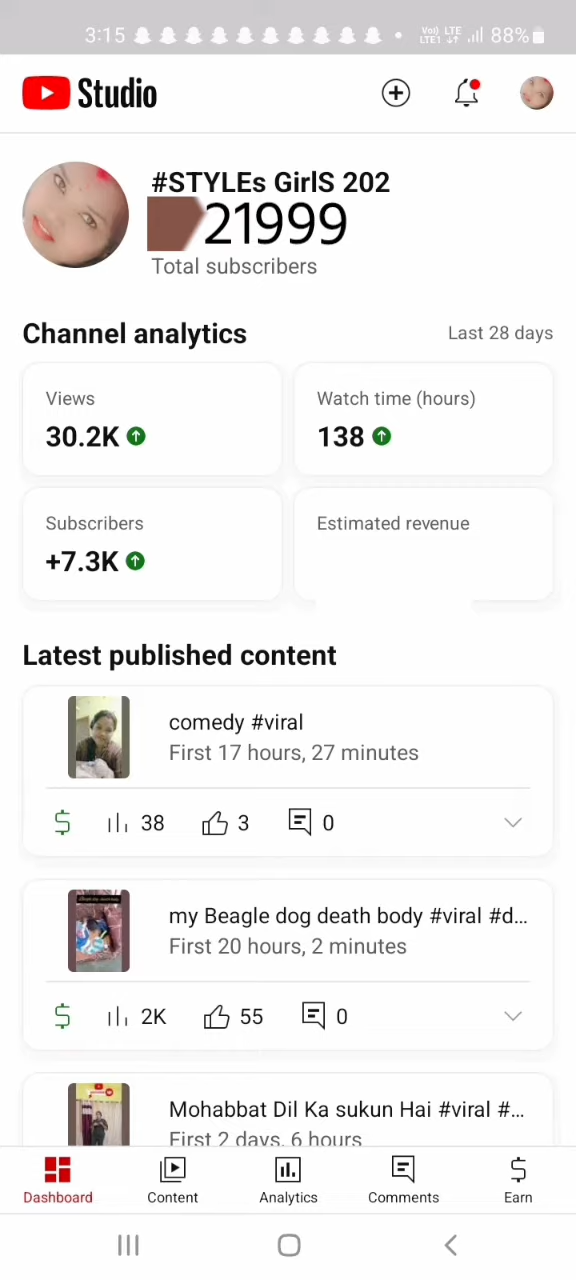 3:15 VoLTE LTE1 LTE 88%
Studio
#STYLEs GirlS 202
21999
Total subscribers
Channel analytics Last 28 days
Views Watch time (hours)
30.2K 138
Subscribers Estimated revenue
+7.3K
Latest published content
comedy #viral
First 17 hours, 27 minutes
$ 38 3 0
my Beagle dog death body #viral #d...
First 20 hours, 2 minutes
$ 2K 55 0
Mohabbat Dil Ka sukun Hai #viral #...
First 2 days, 6 hours
Dashboard Content Analytics Comments Earn